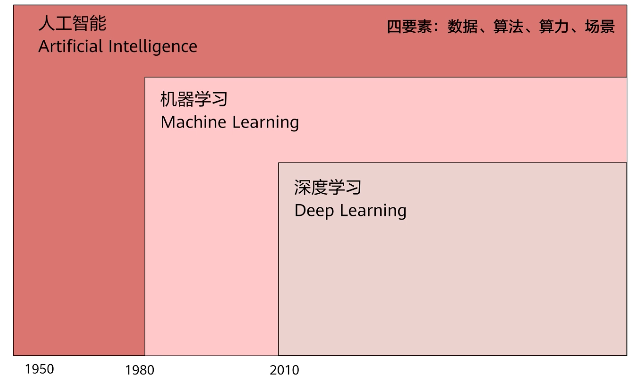 人工智能
Artificial Intelligence
四要素：数据、算法、算力、场景
机器学习
Machine Learning
深度学习
Deep Learning
1950
1980
2010